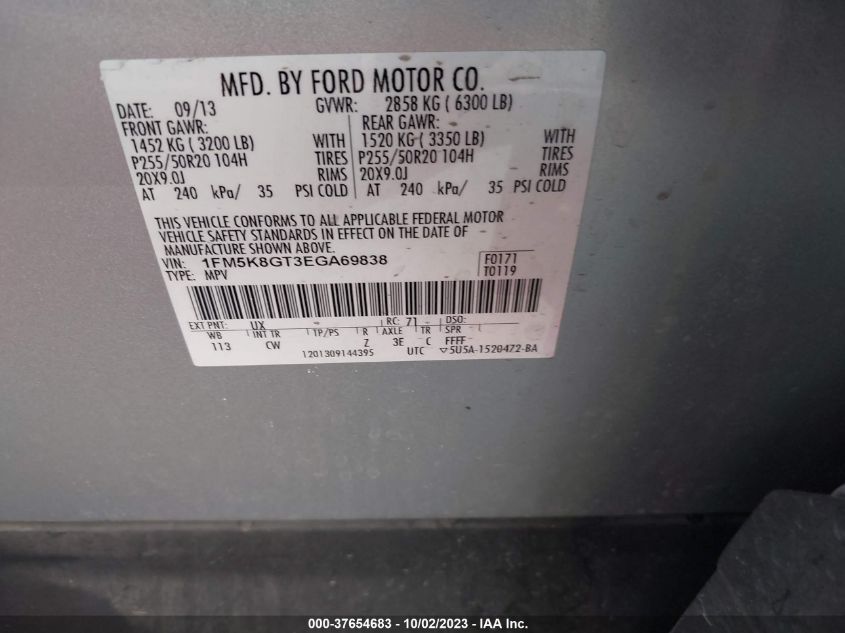 MFD. BY FORD MOTOR CO.
DATE: 09/13 GVWR: 2858 KG ( 6300 LB)
FRONT GAWR: REAR GAWR:
1452 KG ( 3200 LB) WITH 1520 KG ( 3350 LB) WITH
P255/50R20 104H TIRES P255/50R20 104H TIRES
20X9.0J RIMS 20X9.0J RIMS
AT 240 kPa/ 35 PSI COLD AT 240 kPa/ 35 PSI COLD
THIS VEHICLE CONFORMS TO ALL APPLICABLE FEDERAL MOTOR
VEHICLE SAFETY STANDARDS IN EFFECT ON THE DATE OF
MANUFACTURE SHOWN ABOVE.
VIN: 1FM5K8GT3EGA69838 F0171
TYPE: MPV T0119
EXT PNT: UX RC: 71 DSO:
WB INT TR TP/PS R AXLE TR SPR
113 CW Z 3E C FFFF
1201309144395 UTC ▽5U5A-1520472-BA
000-37654683 - 10/02/2023 - 12:28 p.m.